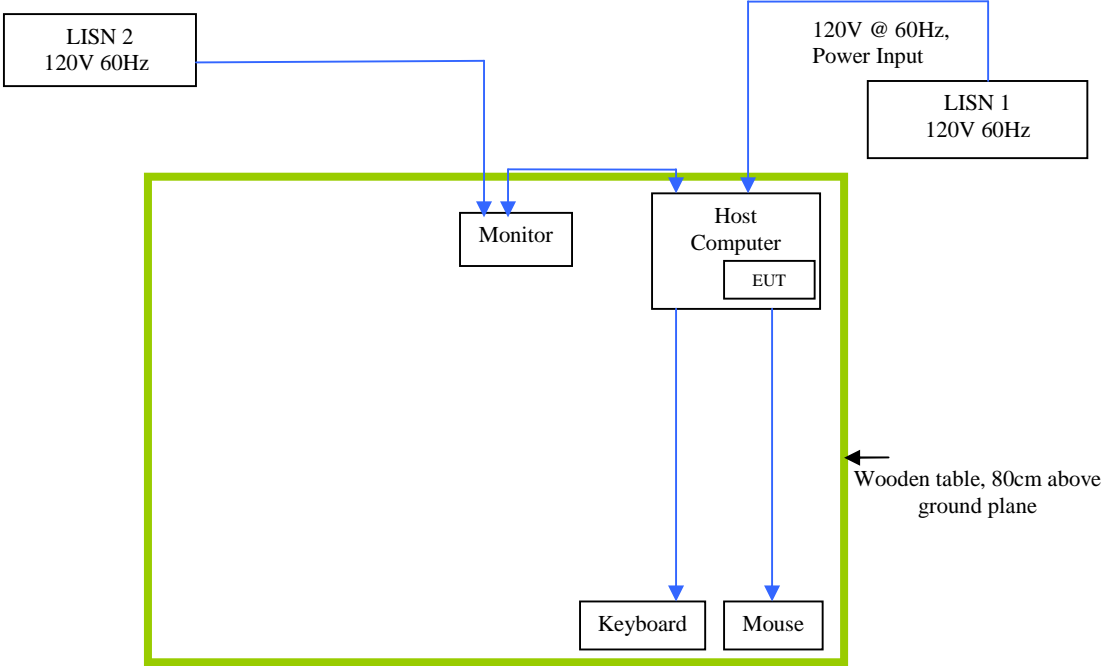 LISN 2
120V 60Hz
120V @ 60Hz,
Power Input
LISN 1
120V 60Hz
Monitor
Host
Computer
EUT
Wooden table, 80cm above
ground plane
Keyboard
Mouse